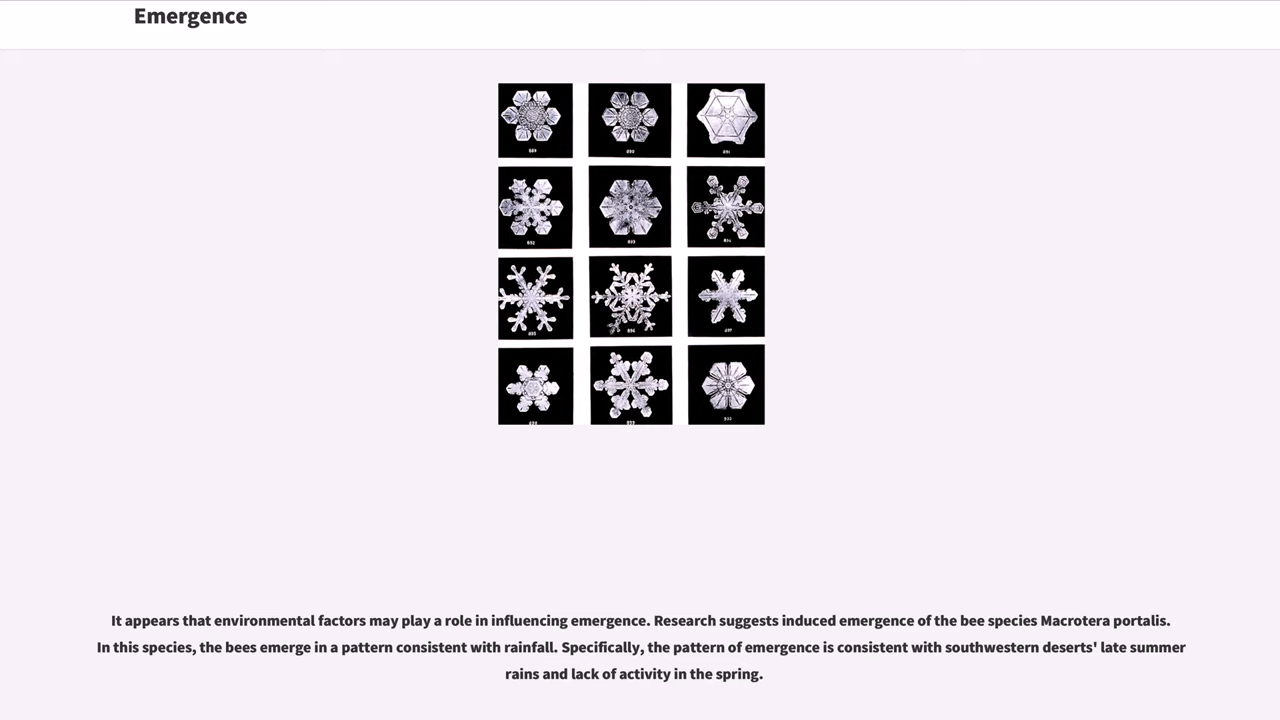 Emergence
It appears that environmental factors may play a role in influencing emergence. Research suggests induced emergence of the bee species Macrotera portalis.
In this species, the bees emerge in a pattern consistent with rainfall. Specifically, the pattern of emergence is consistent with southwestern deserts' late summer
rains and lack of activity in the spring.